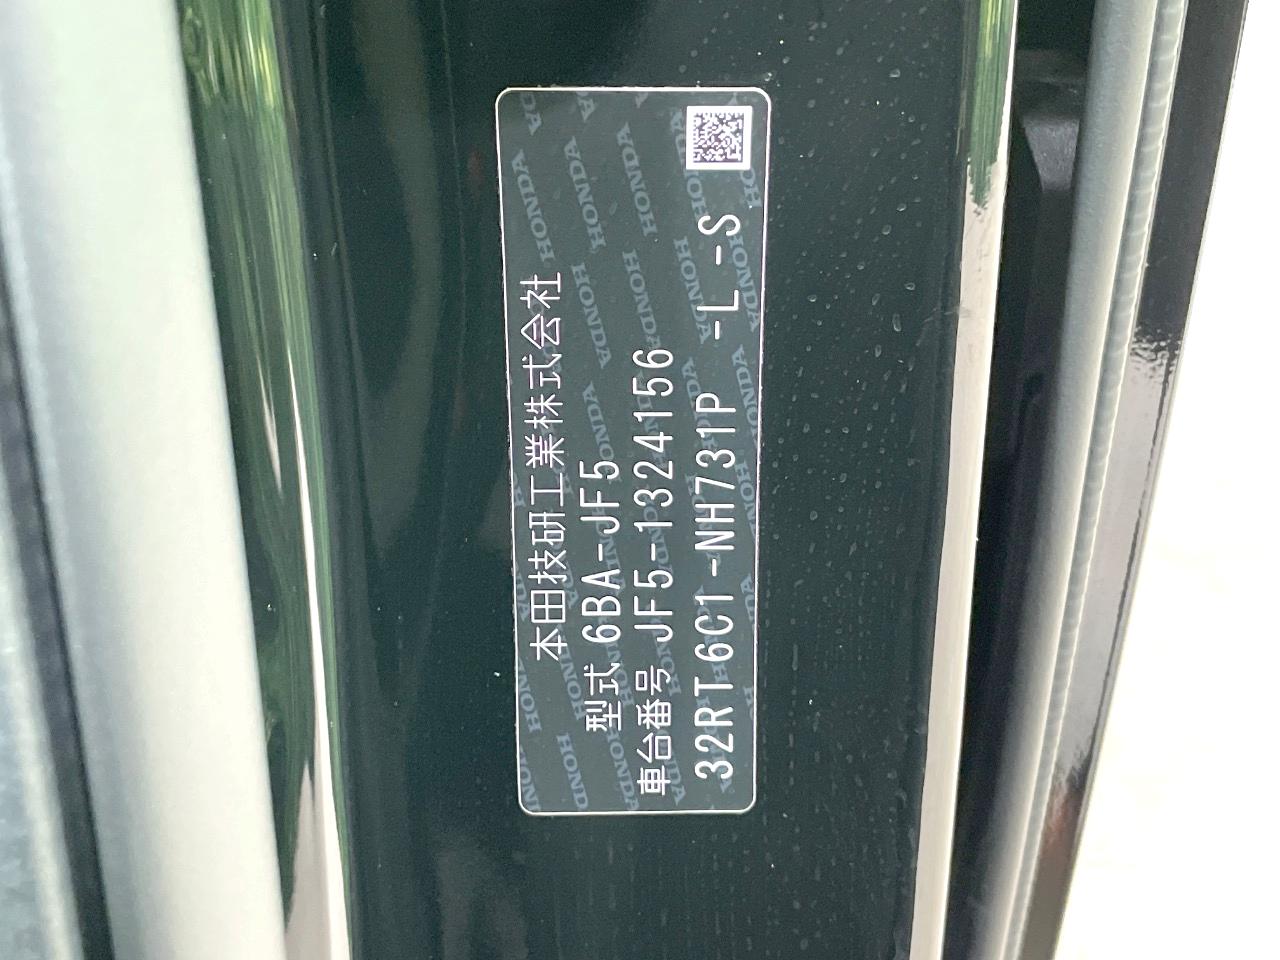 本田技研工業株式会社
型式 6BA-JF5
車台番号 JF5-1324156
32RT6C1-NH731P -L-S